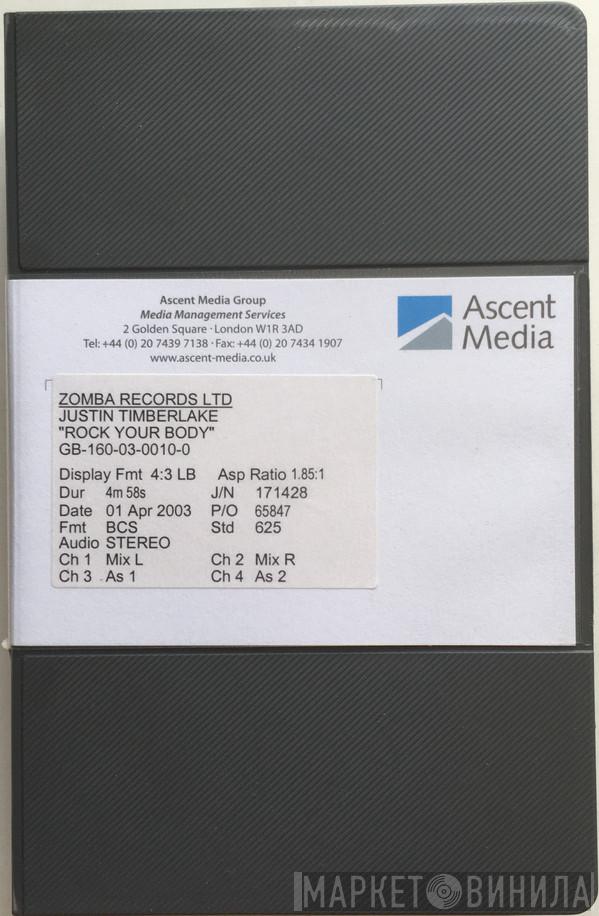 Ascent Media Group
Media Management Services
2 Golden Square · London W1R 3AD
Tel: +44 (0) 20 7439 7138 · Fax: +44 (0) 20 7434 1907
www.ascent-media.co.uk
Ascent
Media
ZOMBA RECORDS LTD
JUSTIN TIMBERLAKE
"ROCK YOUR BODY"
GB-160-03-0010-0
Display Fmt 4:3 LB Asp Ratio 1.85:1
Dur 4m 58s J/N 171428
Date 01 Apr 2003 P/O 65847
Fmt BCS Std 625
Audio STEREO
Ch 1 Mix L Ch 2 Mix R
Ch 3 As 1 Ch 4 As 2
МАРКЕТ ВИНИЛА